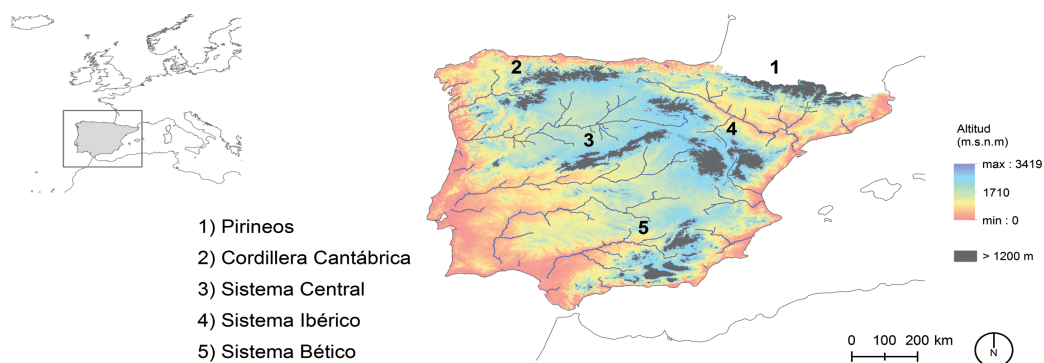 1) Pirineos
2) Cordillera Cantábrica
3) Sistema Central
4) Sistema Ibérico
5) Sistema Bético
1
2
3
4
5
Altitud
(m.s.n.m)
max : 3419
1710
min : 0
> 1200 m
0 100 200 km
N